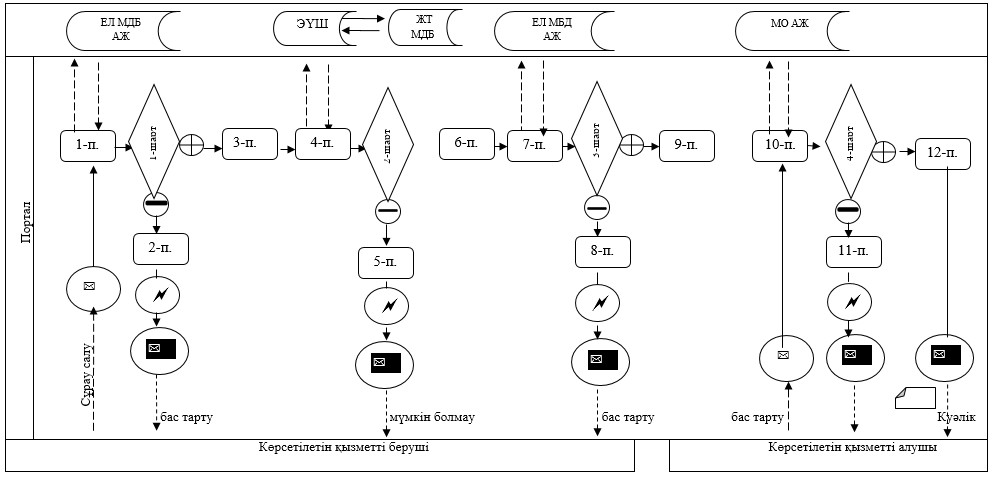 ЕЛ МДБ
АЖ
ЭҮШ
ЖТ
МДБ
ЕЛ МБД
АЖ
МО АЖ
Портал
1-п.
1-шарт
3-п.
4-п.
2-шарт
6-п.
7-п.
3-шарт
9-п.
10-п.
4-шарт
12-п.
2-п.
5-п.
8-п.
11-п.
Сұрау салу
бас тарту
мүмкін болмау
бас тарту
бас тарту
Куәлік
Көрсетілетін қызметті беруші
Көрсетілетін қызметті алушы